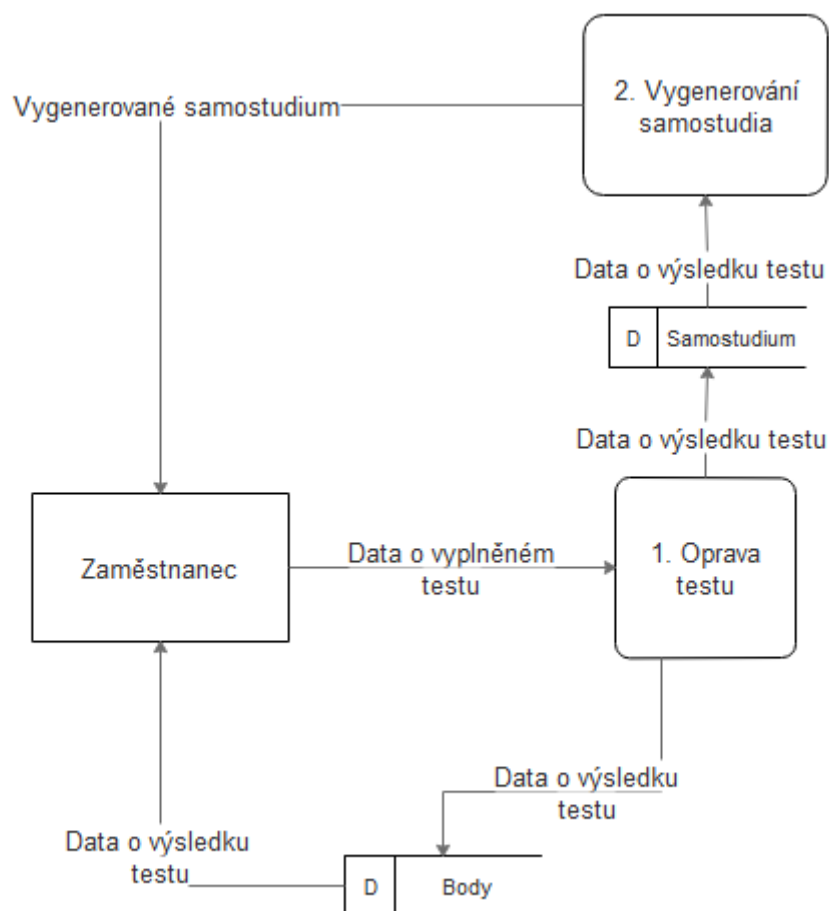 2. Vygenerování
samostudia
Vygenerované samostudium
Data o výsledku testu
D
Samostudium
Data o výsledku testu
Zaměstnanec
Data o vyplněném
testu
1. Oprava
testu
Data o výsledku
testu
Data o výsledku
testu
D
Body